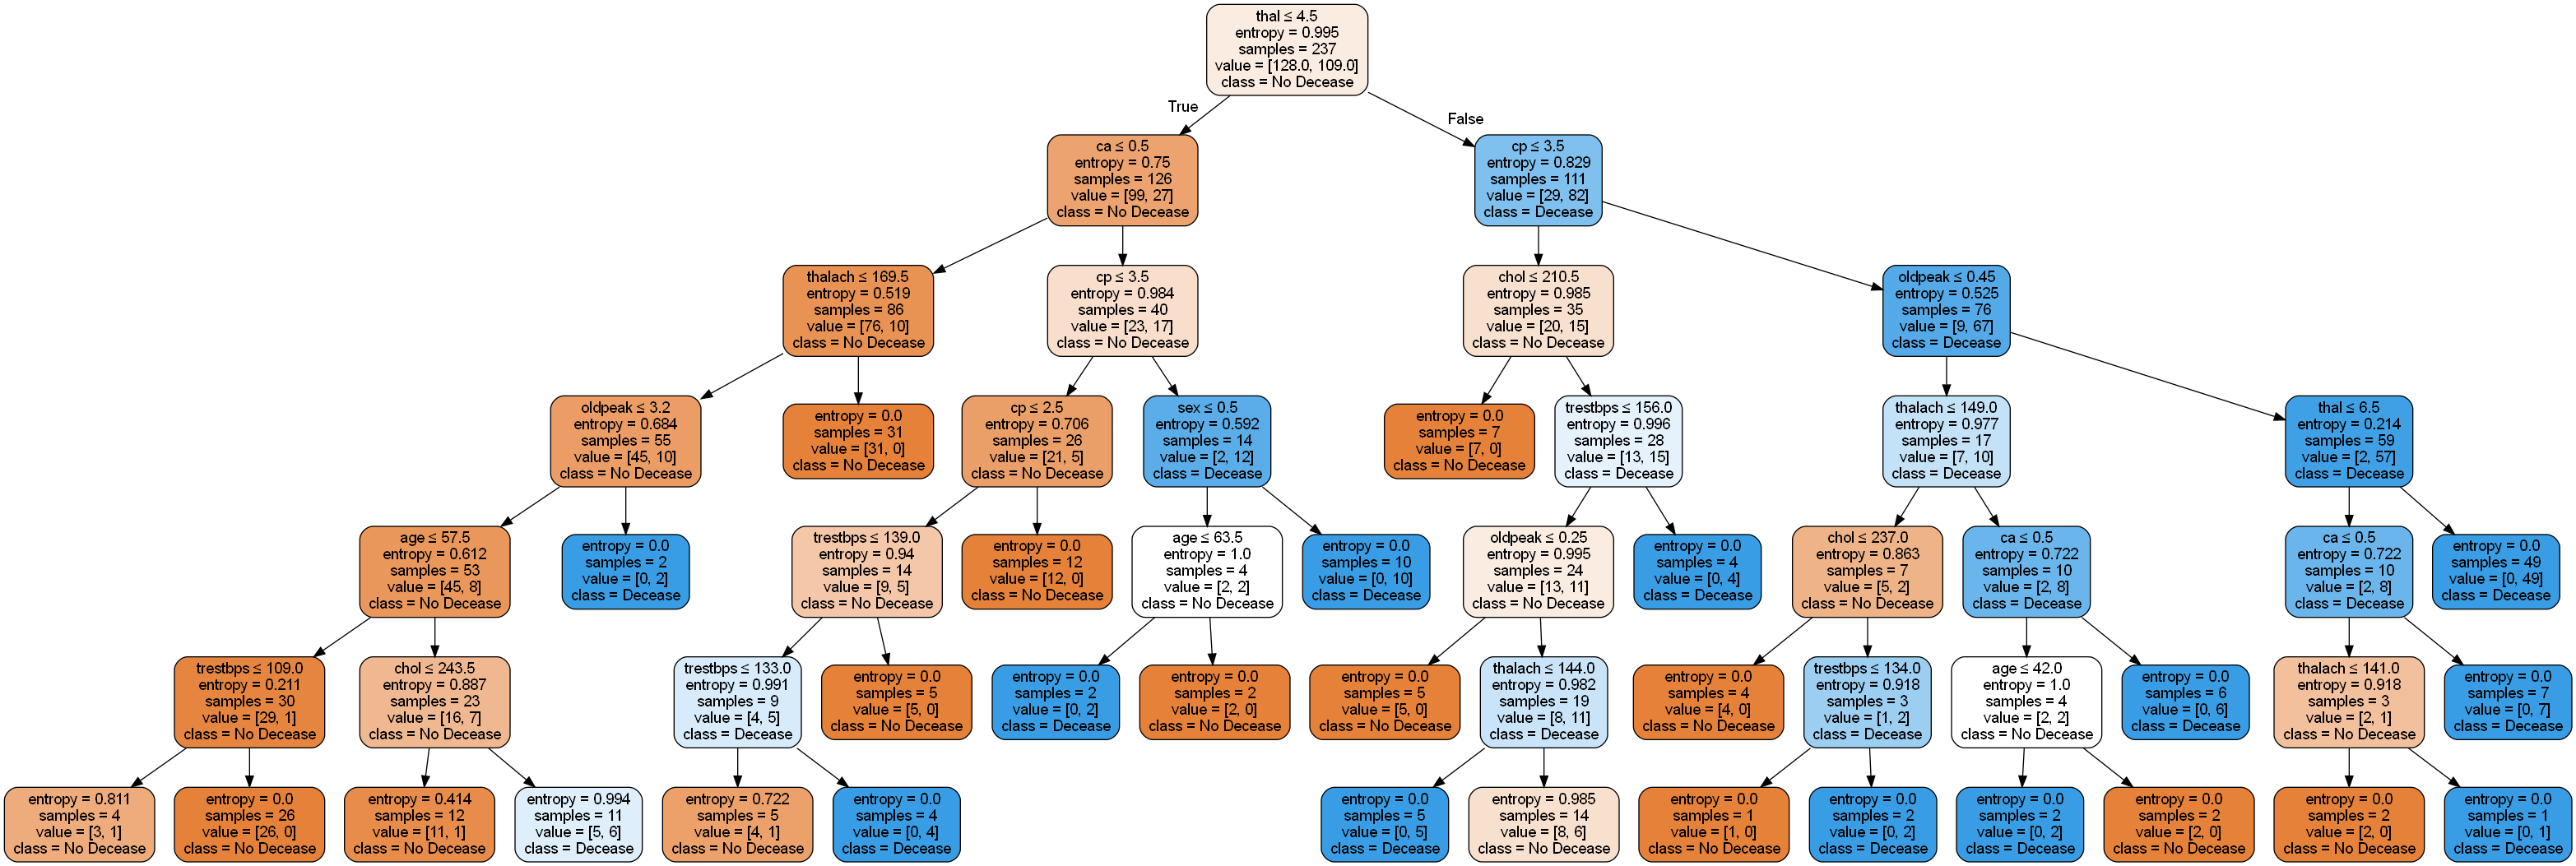 thal ≤ 4.5
entropy = 0.995
samples = 237
value = [128.0, 109.0]
class = No Decease
True
False
ca ≤ 0.5
entropy = 0.75
samples = 126
value = [99, 27]
class = No Decease
cp ≤ 3.5
entropy = 0.829
samples = 111
value = [29, 82]
class = Decease
thalach ≤ 169.5
entropy = 0.519
samples = 86
value = [76, 10]
class = No Decease
cp ≤ 3.5
entropy = 0.984
samples = 40
value = [23, 17]
class = No Decease
chol ≤ 210.5
entropy = 0.985
samples = 35
value = [20, 15]
class = No Decease
oldpeak ≤ 0.45
entropy = 0.525
samples = 76
value = [9, 67]
class = Decease
oldpeak ≤ 3.2
entropy = 0.684
samples = 55
value = [45, 10]
class = No Decease
entropy = 0.0
samples = 31
value = [31, 0]
class = No Decease
cp ≤ 2.5
entropy = 0.706
samples = 26
value = [21, 5]
class = No Decease
sex ≤ 0.5
entropy = 0.592
samples = 14
value = [2, 12]
class = Decease
entropy = 0.0
samples = 7
value = [7, 0]
class = No Decease
trestbps ≤ 156.0
entropy = 0.996
samples = 28
value = [13, 15]
class = Decease
thalach ≤ 149.0
entropy = 0.977
samples = 17
value = [7, 10]
class = Decease
thal ≤ 6.5
entropy = 0.214
samples = 59
value = [2, 57]
class = Decease
age ≤ 57.5
entropy = 0.612
samples = 53
value = [45, 8]
class = No Decease
entropy = 0.0
samples = 2
value = [0, 2]
class = Decease
trestbps ≤ 139.0
entropy = 0.94
samples = 14
value = [9, 5]
class = No Decease
entropy = 0.0
samples = 12
value = [12, 0]
class = No Decease
age ≤ 63.5
entropy = 1.0
samples = 4
value = [2, 2]
class = No Decease
entropy = 0.0
samples = 10
value = [0, 10]
class = Decease
oldpeak ≤ 0.25
entropy = 0.995
samples = 24
value = [13, 11]
class = No Decease
entropy = 0.0
samples = 4
value = [0, 4]
class = Decease
chol ≤ 237.0
entropy = 0.863
samples = 7
value = [5, 2]
class = No Decease
ca ≤ 0.5
entropy = 0.722
samples = 10
value = [2, 8]
class = Decease
ca ≤ 0.5
entropy = 0.722
samples = 10
value = [2, 8]
class = Decease
entropy = 0.0
samples = 49
value = [0, 49]
class = Decease
trestbps ≤ 109.0
entropy = 0.211
samples = 30
value = [29, 1]
class = No Decease
chol ≤ 243.5
entropy = 0.887
samples = 23
value = [16, 7]
class = No Decease
trestbps ≤ 133.0
entropy = 0.991
samples = 9
value = [4, 5]
class = Decease
entropy = 0.0
samples = 5
value = [5, 0]
class = No Decease
entropy = 0.0
samples = 2
value = [0, 2]
class = Decease
entropy = 0.0
samples = 2
value = [2, 0]
class = No Decease
entropy = 0.0
samples = 5
value = [5, 0]
class = No Decease
thalach ≤ 144.0
entropy = 0.982
samples = 19
value = [8, 11]
class = Decease
entropy = 0.0
samples = 4
value = [4, 0]
class = No Decease
trestbps ≤ 134.0
entropy = 0.918
samples = 3
value = [1, 2]
class = Decease
age ≤ 42.0
entropy = 1.0
samples = 4
value = [2, 2]
class = No Decease
entropy = 0.0
samples = 6
value = [0, 6]
class = Decease
thalach ≤ 141.0
entropy = 0.918
samples = 3
value = [2, 1]
class = No Decease
entropy = 0.0
samples = 7
value = [0, 7]
class = Decease
entropy = 0.811
samples = 4
value = [3, 1]
class = No Decease
entropy = 0.0
samples = 26
value = [26, 0]
class = No Decease
entropy = 0.414
samples = 12
value = [11, 1]
class = No Decease
entropy = 0.994
samples = 11
value = [5, 6]
class = Decease
entropy = 0.722
samples = 5
value = [4, 1]
class = No Decease
entropy = 0.0
samples = 4
value = [0, 4]
class = Decease
entropy = 0.0
samples = 5
value = [0, 5]
class = Decease
entropy = 0.985
samples = 14
value = [8, 6]
class = No Decease
entropy = 0.0
samples = 1
value = [1, 0]
class = No Decease
entropy = 0.0
samples = 2
value = [0, 2]
class = Decease
entropy = 0.0
samples = 2
value = [0, 2]
class = Decease
entropy = 0.0
samples = 2
value = [2, 0]
class = No Decease
entropy = 0.0
samples = 2
value = [2, 0]
class = No Decease
entropy = 0.0
samples = 1
value = [0, 1]
class = Decease